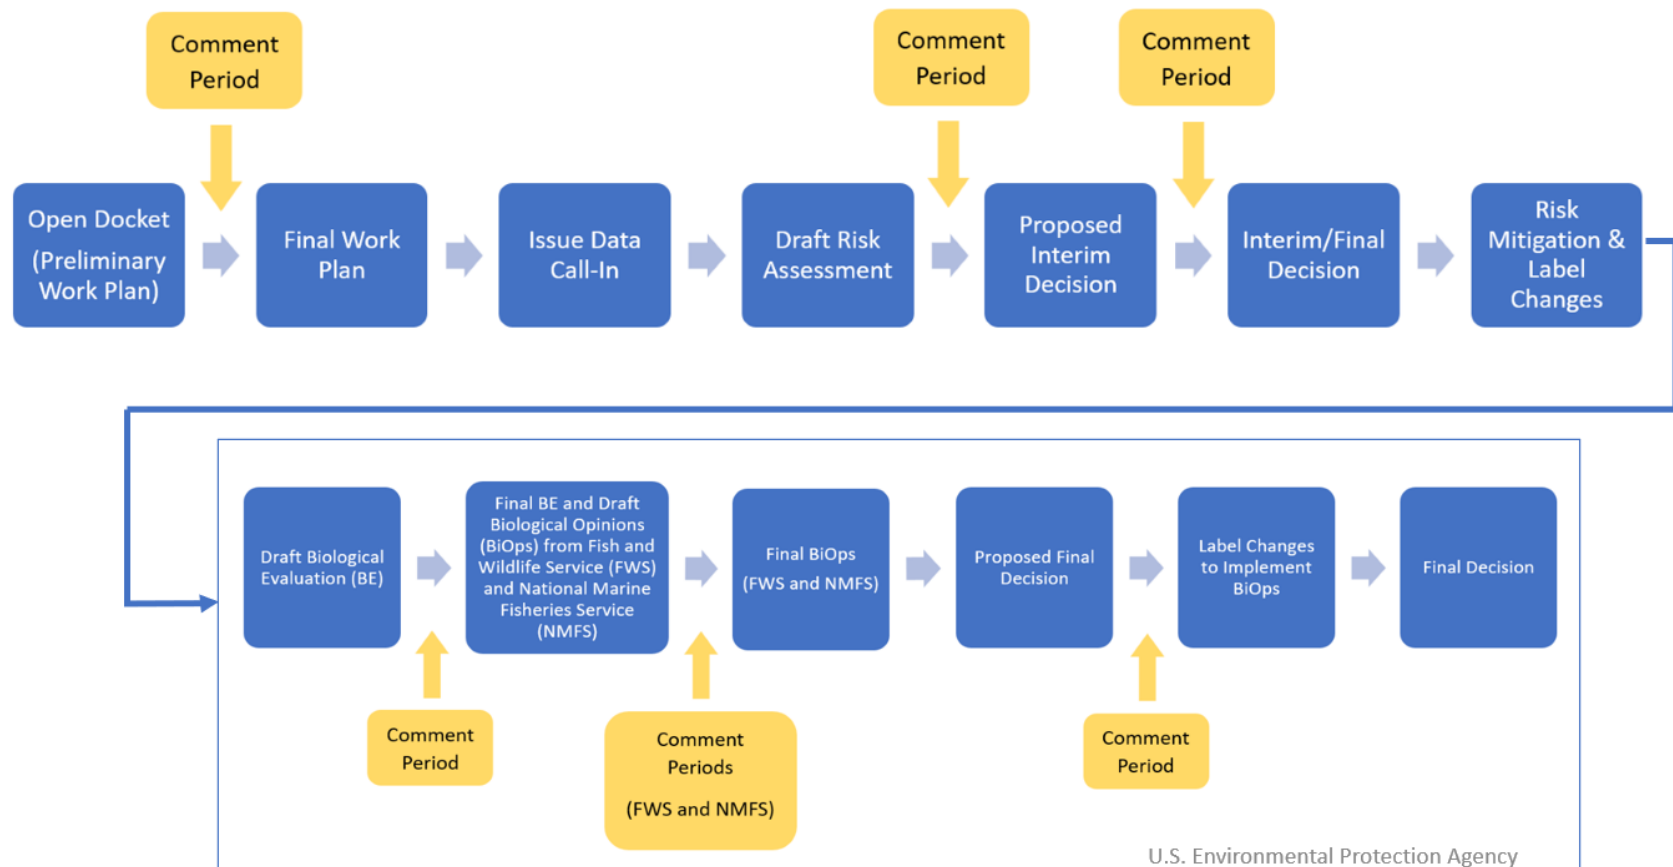 Comment
Period
Comment
Period
Comment
Period
Open Docket
(Preliminary
Work Plan)
Final Work
Plan
Issue Data
Call-In
Draft Risk
Assessment
Proposed
Interim
Decision
Interim/Final
Decision
Risk
Mitigation &
Label
Changes
Draft Biological
Evaluation (BE)
Final BE and Draft
Biological Opinions
(BiOps) from Fish and
Wildlife Service (FWS)
and National Marine
Fisheries Service
(NMFS)
Final BiOps
(FWS and NMFS)
Proposed Final
Decision
Label Changes
to Implement
BiOps
Final Decision
Comment
Period
Comment
Periods
(FWS and NMFS)
Comment
Period
U.S. Environmental Protection Agency